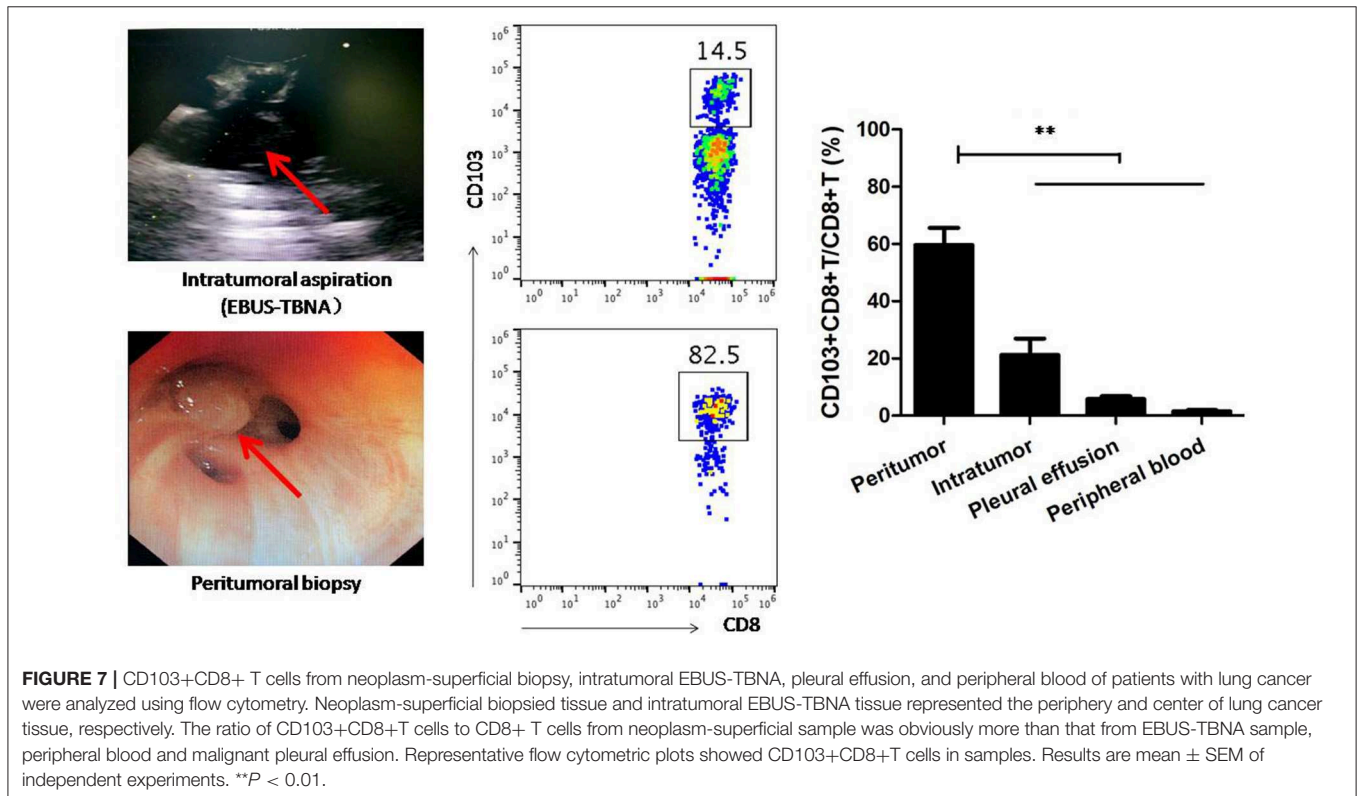 Intratumoral aspiration
(EBUS-TBNA)
Peritumoral biopsy
CD103
14.5
10^6
10^5
10^4
10^3
10^2
10^1
10^0
10^0 10^1 10^2 10^3 10^4 10^5 10^6
82.5
10^6
10^5
10^4
10^3
10^2
10^1
10^0
10^0 10^1 10^2 10^3 10^4 10^5 10^6
CD8
CD103+CD8+T/CD8+T (%)
100
80
60
40
20
0
**
Peritumor
Intratumor
Pleural effusion
Peripheral blood
FIGURE 7 | CD103+CD8+ T cells from neoplasm-superficial biopsy, intratumoral EBUS-TBNA, pleural effusion, and peripheral blood of patients with lung cancer
were analyzed using flow cytometry. Neoplasm-superficial biopsied tissue and intratumoral EBUS-TBNA tissue represented the periphery and center of lung cancer
tissue, respectively. The ratio of CD103+CD8+T cells to CD8+ T cells from neoplasm-superficial sample was obviously more than that from EBUS-TBNA sample,
peripheral blood and malignant pleural effusion. Representative flow cytometric plots showed CD103+CD8+T cells in samples. Results are mean ± SEM of
independent experiments. **P < 0.01.